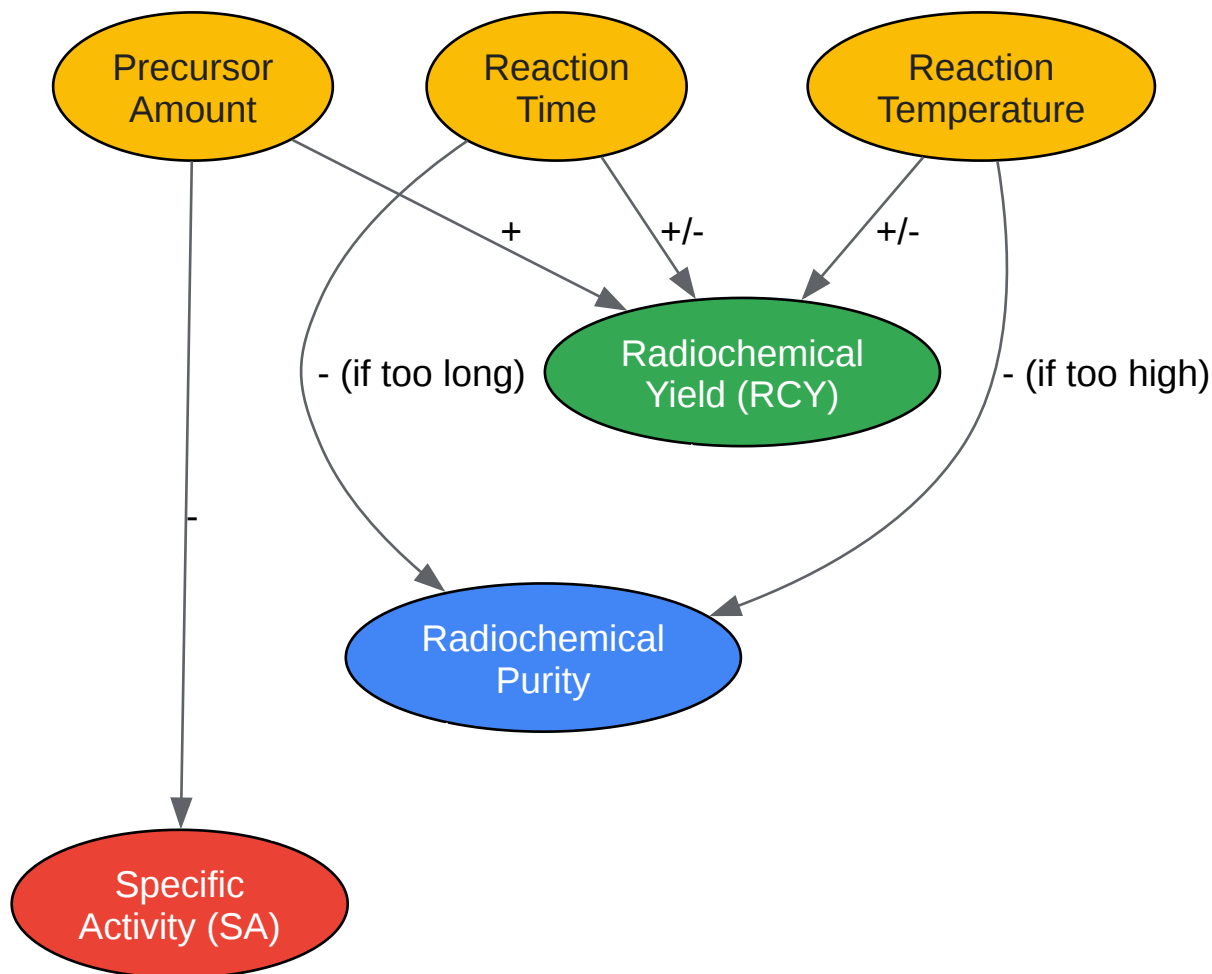 Precursor
Amount
Reaction
Time
Reaction
Temperature
+
+/-
+/-
- (if too long)
Radiochemical
Yield (RCY)
- (if too high)
-
Radiochemical
Purity
Specific
Activity (SA)